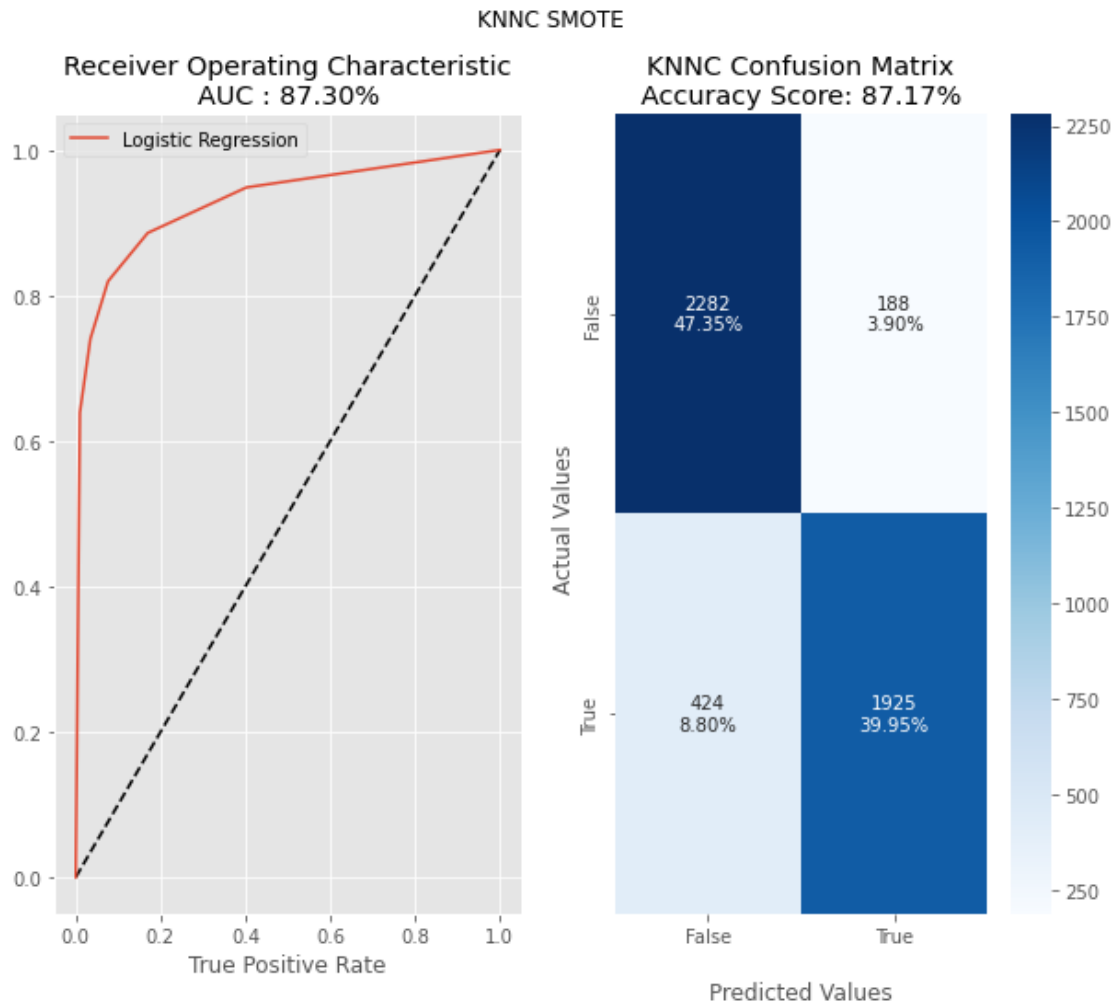 KNNC SMOTE
Receiver Operating Characteristic
AUC : 87.30%
Logistic Regression
1.0
0.8
0.6
0.4
0.2
0.0
0.0 0.2 0.4 0.6 0.8 1.0
True Positive Rate
KNNC Confusion Matrix
Accuracy Score: 87.17%
Actual Values
False
True
2282
47.35%
188
3.90%
424
8.80%
1925
39.95%
False True
Predicted Values
2250
2000
1750
1500
1250
1000
750
500
250